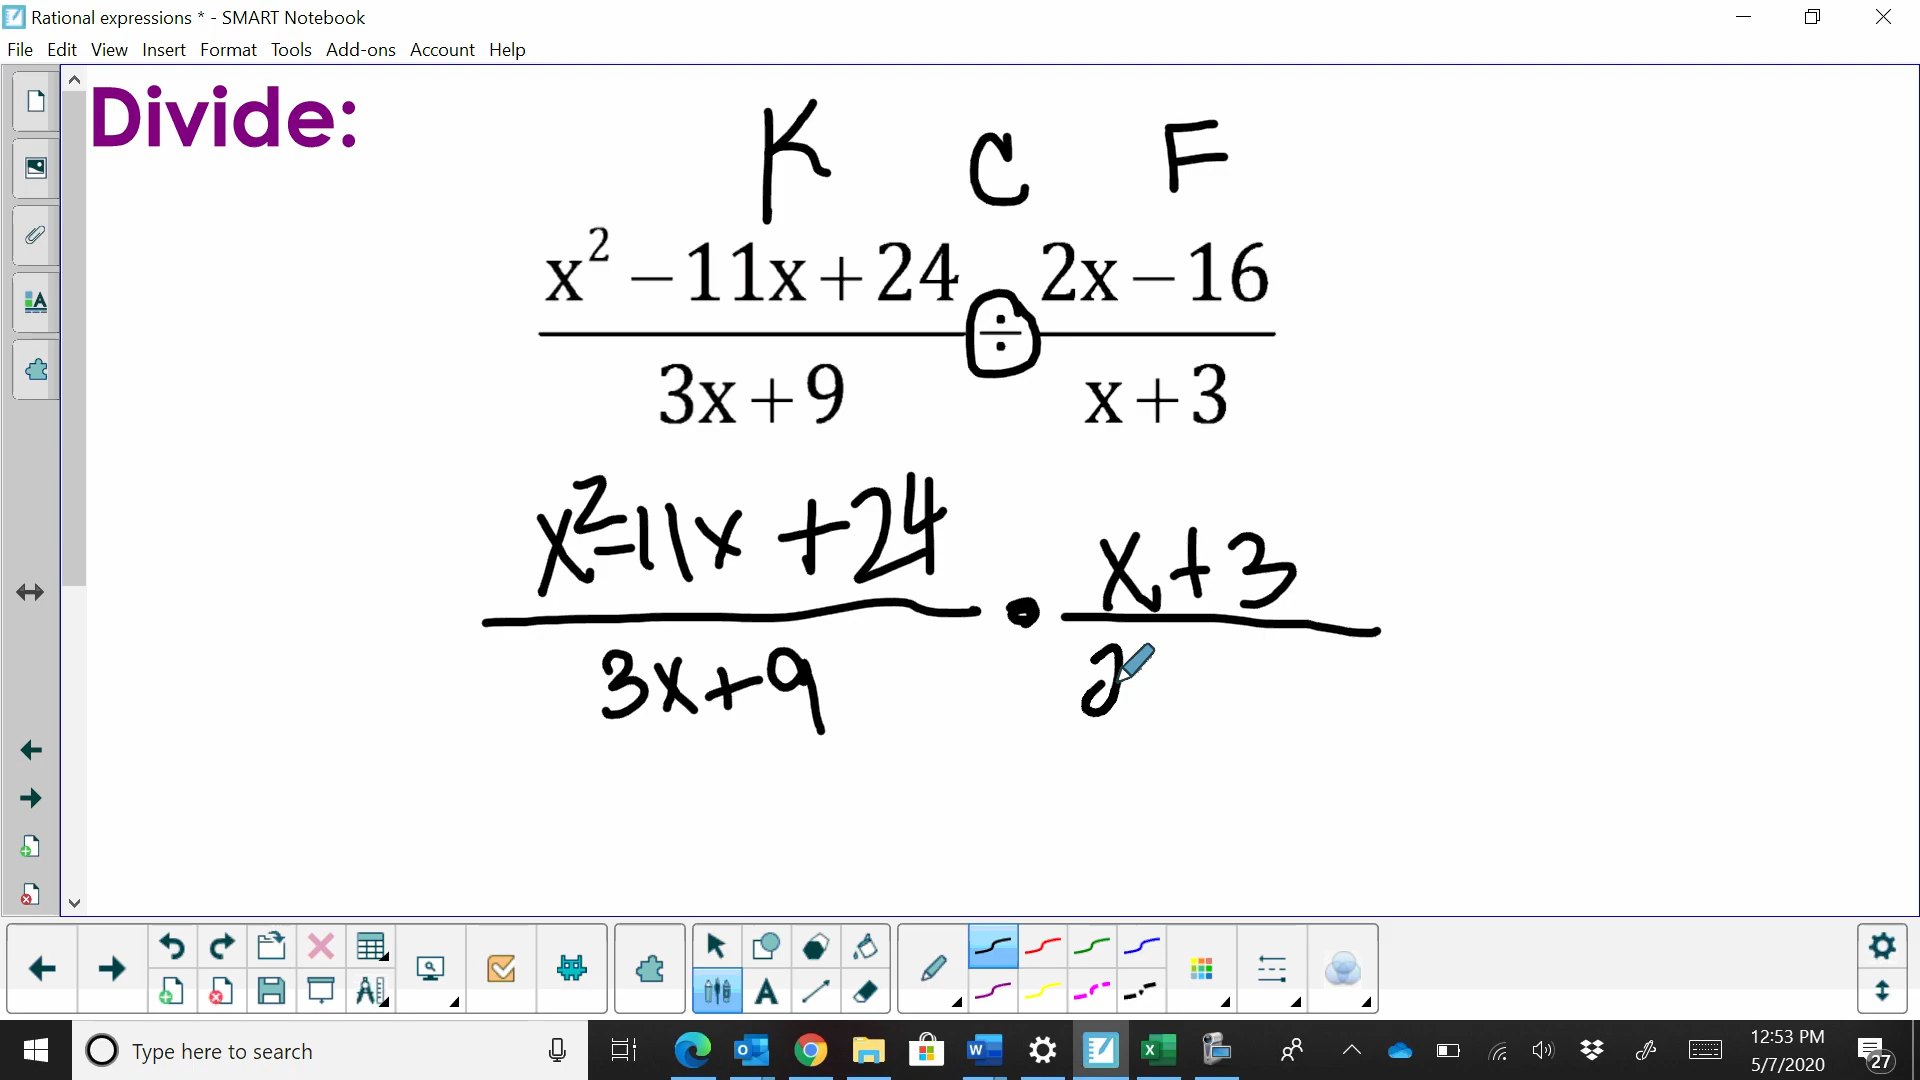 Rational expressions * - SMART Notebook
File Edit View Insert Format Tools Add-ons Account Help
Divide:
K C F
x² − 11x + 24 ÷ 2x − 16
3x + 9 x + 3
x² − 11x + 24 • x + 3
3x + 9 2
Type here to search
12:53 PM
5/7/2020
27